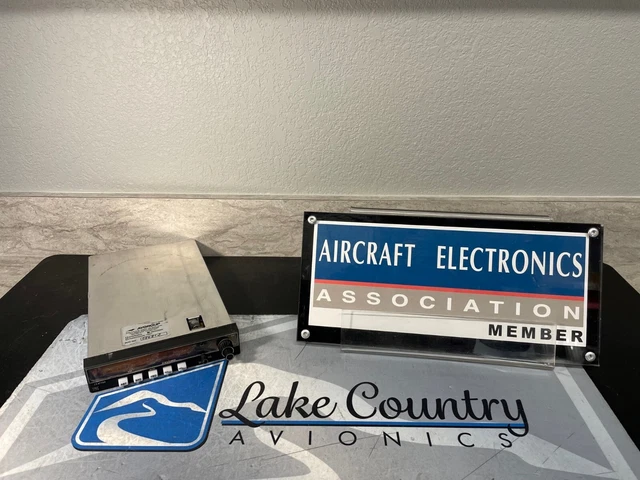 AIRCRAFT ELECTRONICS
ASSOCIATION
MEMBER
Lake Country
AVIONICS